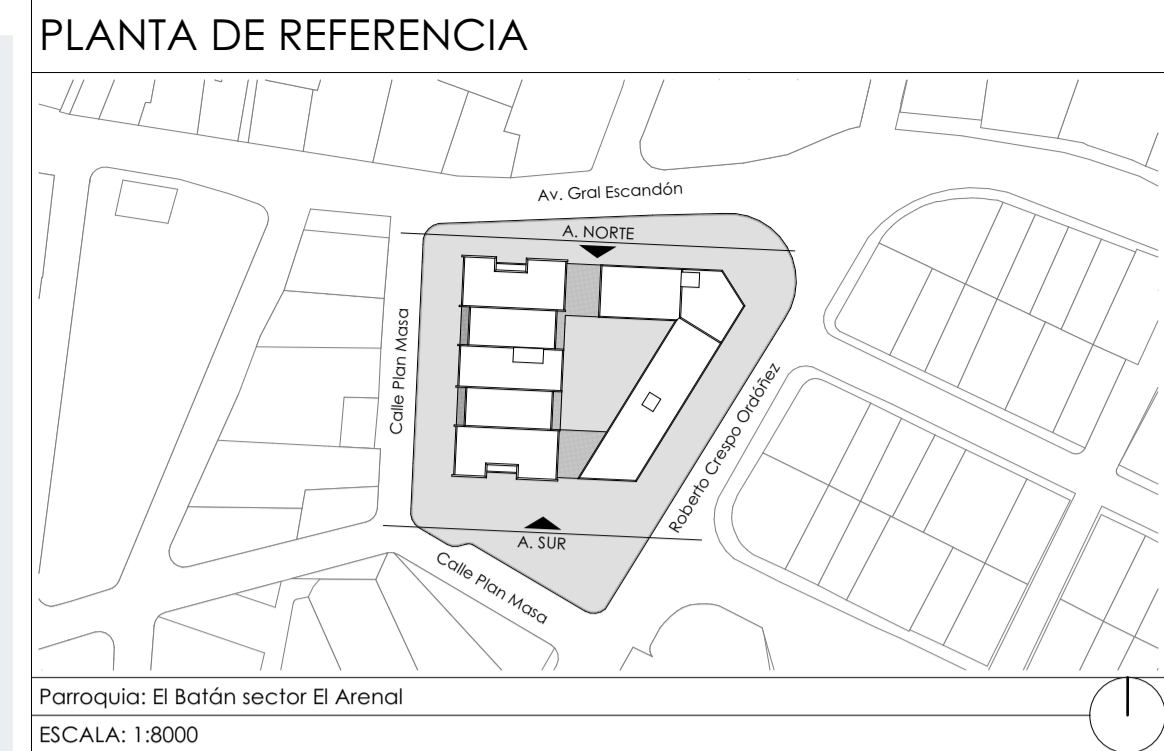 PLANTA DE REFERENCIA
Av. Gral Escandón
A. NORTE
Calle Plan Masa
Roberto Crespo Ordóñez
A. SUR
Calle Plan Masa
Parroquia: El Batán sector El Arenal
ESCALA: 1:8000